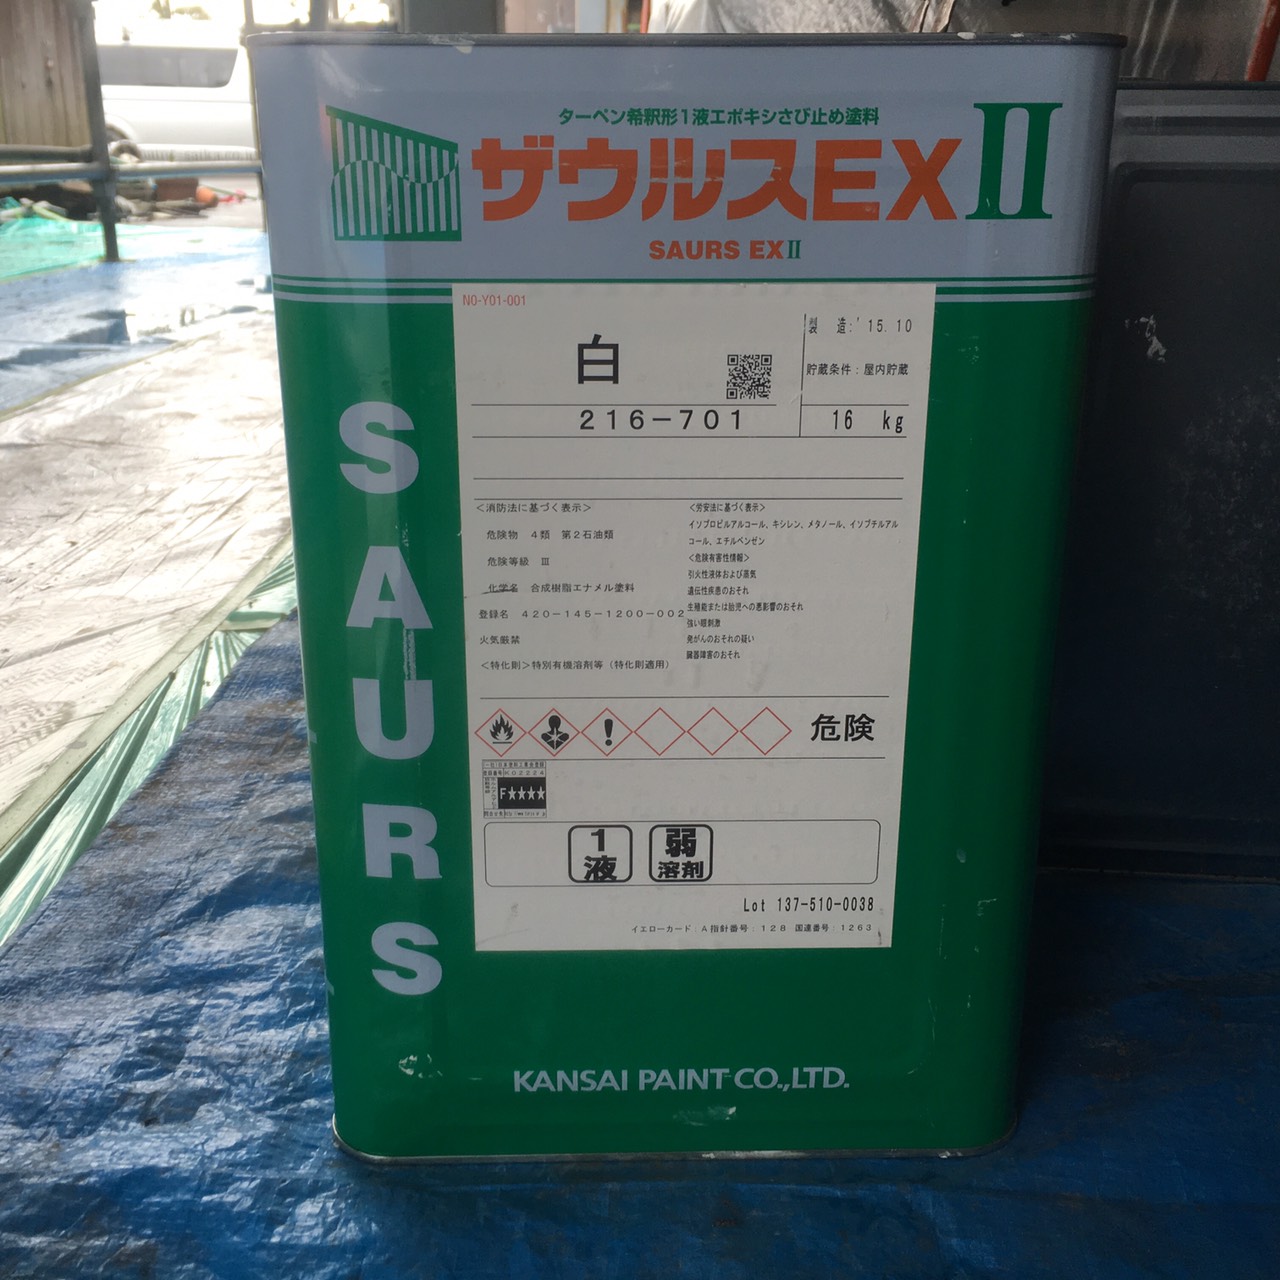 ターペン希釈形1液エポキシさび止め塗料
ザウルスEXⅡ
SAURS EXⅡ
N0-Y01-001
白
製 造:'15.10
貯蔵条件:屋内貯蔵
216-701
16 kg
<消防法に基づく表示>
危険物 4類 第2石油類
危険等級 Ⅲ
化学名 合成樹脂エナメル塗料
登録名 420-145-1200-002
火気厳禁
<特化則>特別有機溶剤等(特化則適用)
<労安法に基づく表示>
イソプロピルアルコール、キシレン、メタノール、イソブチルアル
コール、エチルベンゼン
<危険有害性情報>
引火性液体および蒸気
遺伝性疾患のおそれ
生殖能または胎児への悪影響のおそれ
強い眼刺激
発がんのおそれの疑い
臓器障害のおそれ
危険
F★★★★
1液
弱溶剤
Lot 137-510-0038
イエローカード:A指針番号:128 国連番号:1263
SAURS
KANSAI PAINT CO.,LTD.